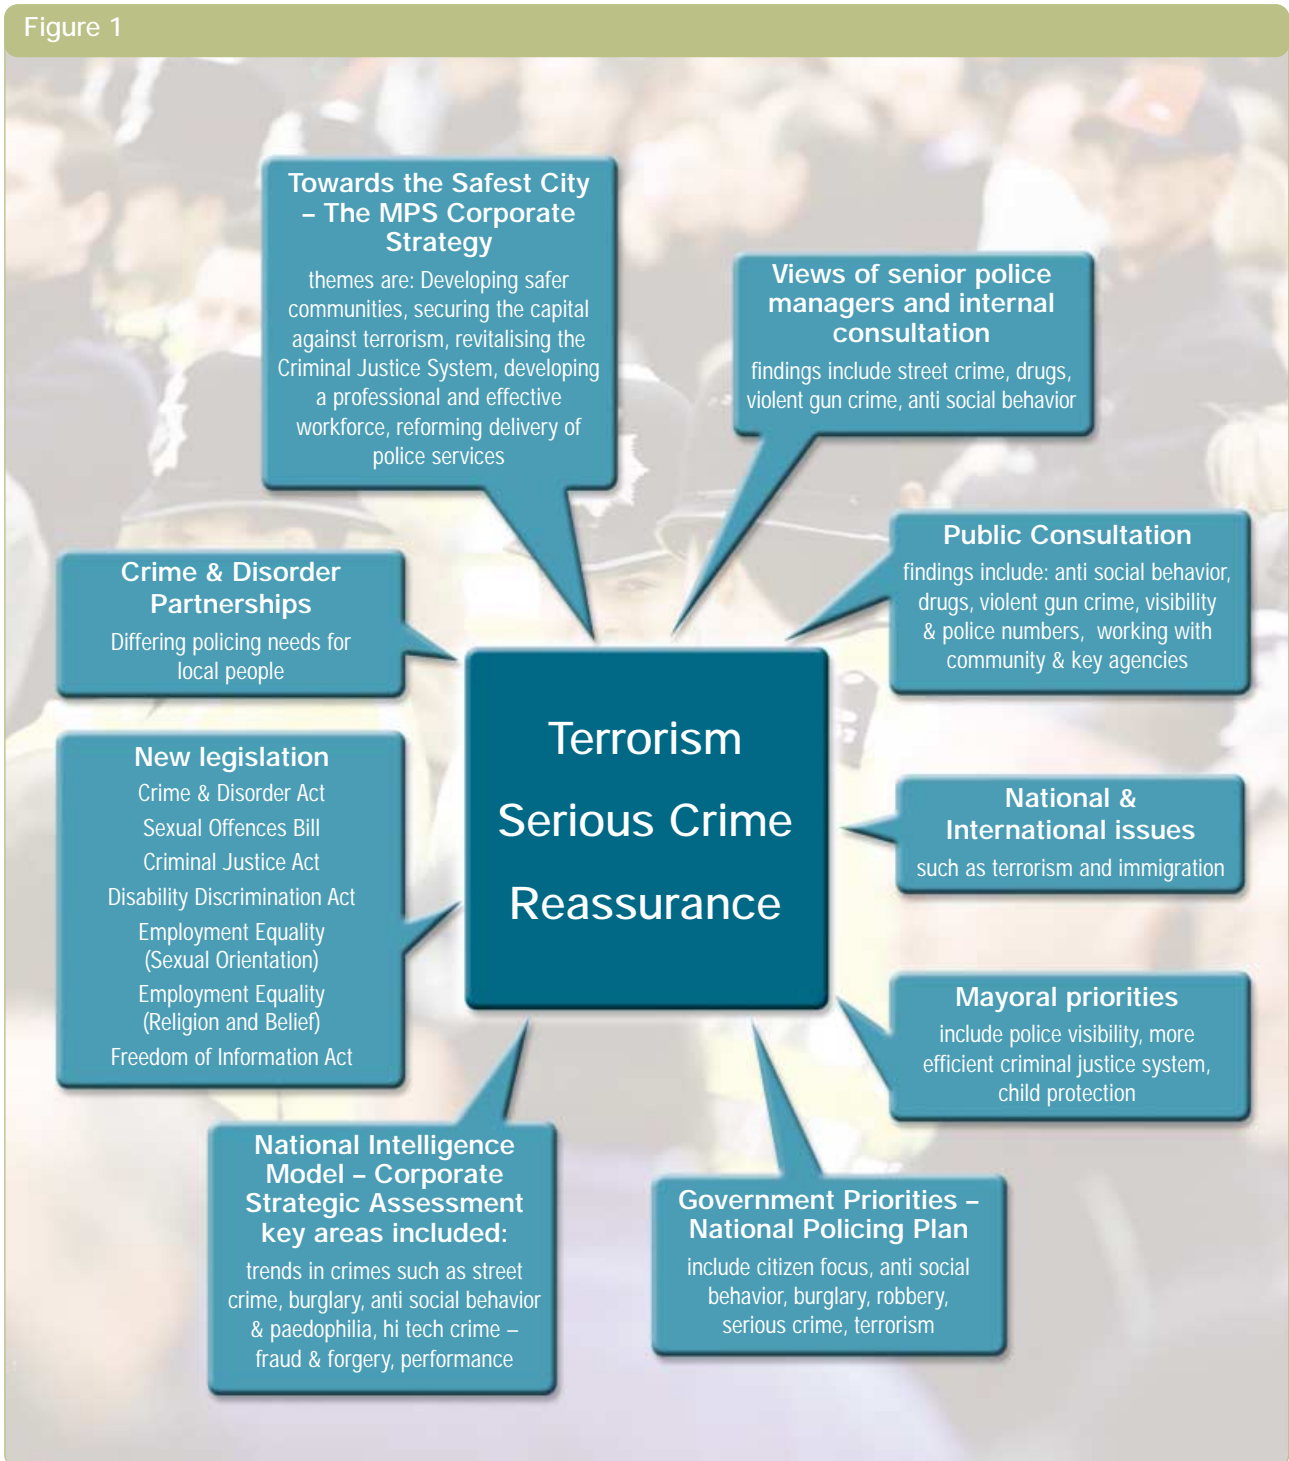 Figure 1
Towards the Safest City
– The MPS Corporate
Strategy
themes are: Developing safer
communities, securing the capital
against terrorism, revitalising the
Criminal Justice System, developing
a professional and effective
workforce, reforming delivery of
police services
Views of senior police
managers and internal
consultation
findings include street crime, drugs,
violent gun crime, anti social behavior
Public Consultation
findings include: anti social behavior,
drugs, violent gun crime, visibility
& police numbers, working with
community & key agencies
Crime & Disorder
Partnerships
Differing policing needs for
local people
Terrorism
Serious Crime
Reassurance
New legislation
Crime & Disorder Act
Sexual Offences Bill
Criminal Justice Act
Disability Discrimination Act
Employment Equality
(Sexual Orientation)
Employment Equality
(Religion and Belief)
Freedom of Information Act
National &
International issues
such as terrorism and immigration
Mayoral priorities
include police visibility, more
efficient criminal justice system,
child protection
National Intelligence
Model – Corporate
Strategic Assessment
key areas included:
trends in crimes such as street
crime, burglary, anti social behavior
& paedophilia, hi tech crime –
fraud & forgery, performance
Government Priorities –
National Policing Plan
include citizen focus, anti social
behavior, burglary, robbery,
serious crime, terrorism